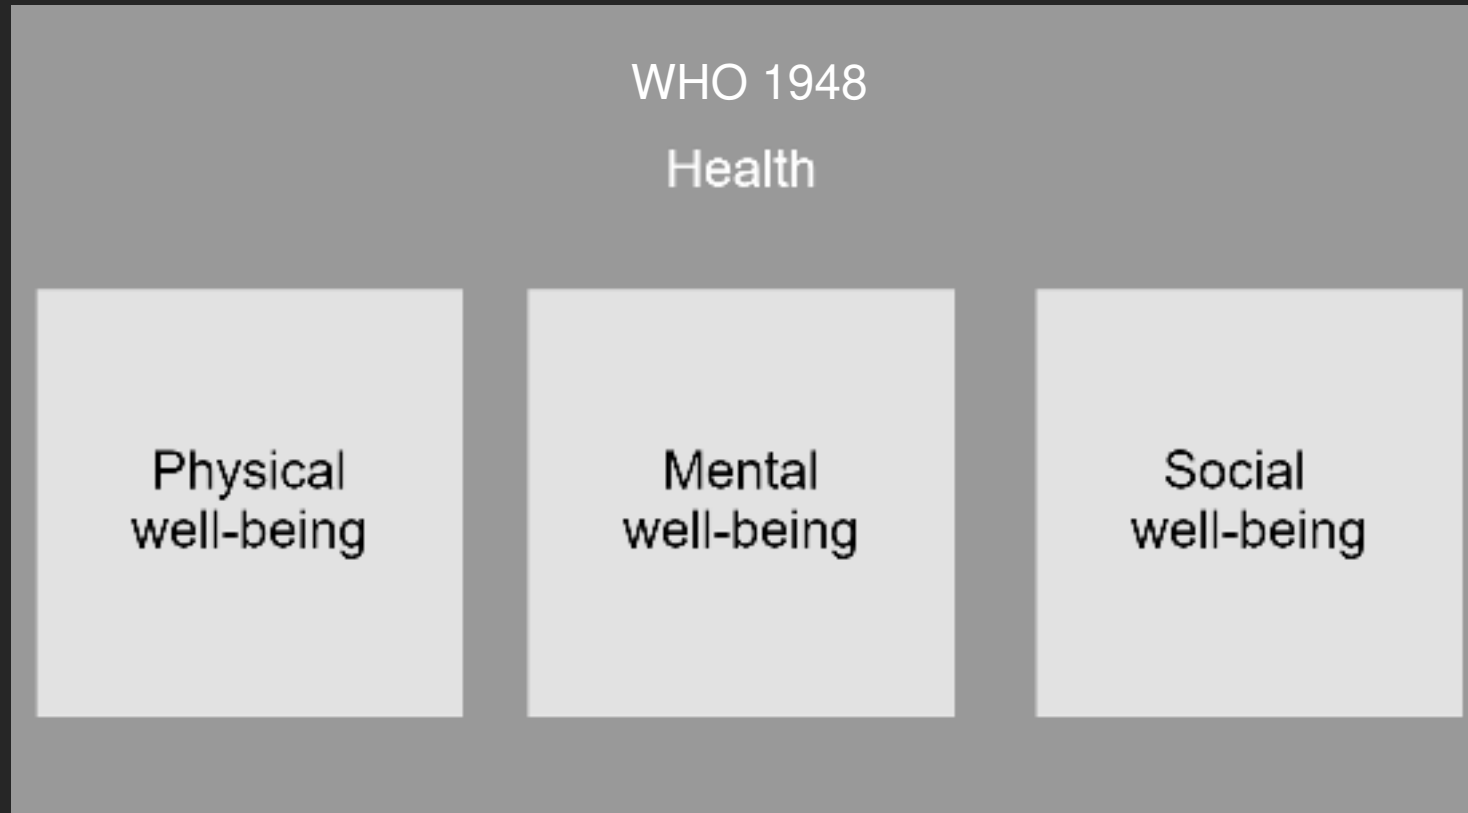 WHO 1948
Health
Physical
well-being
Mental
well-being
Social
well-being